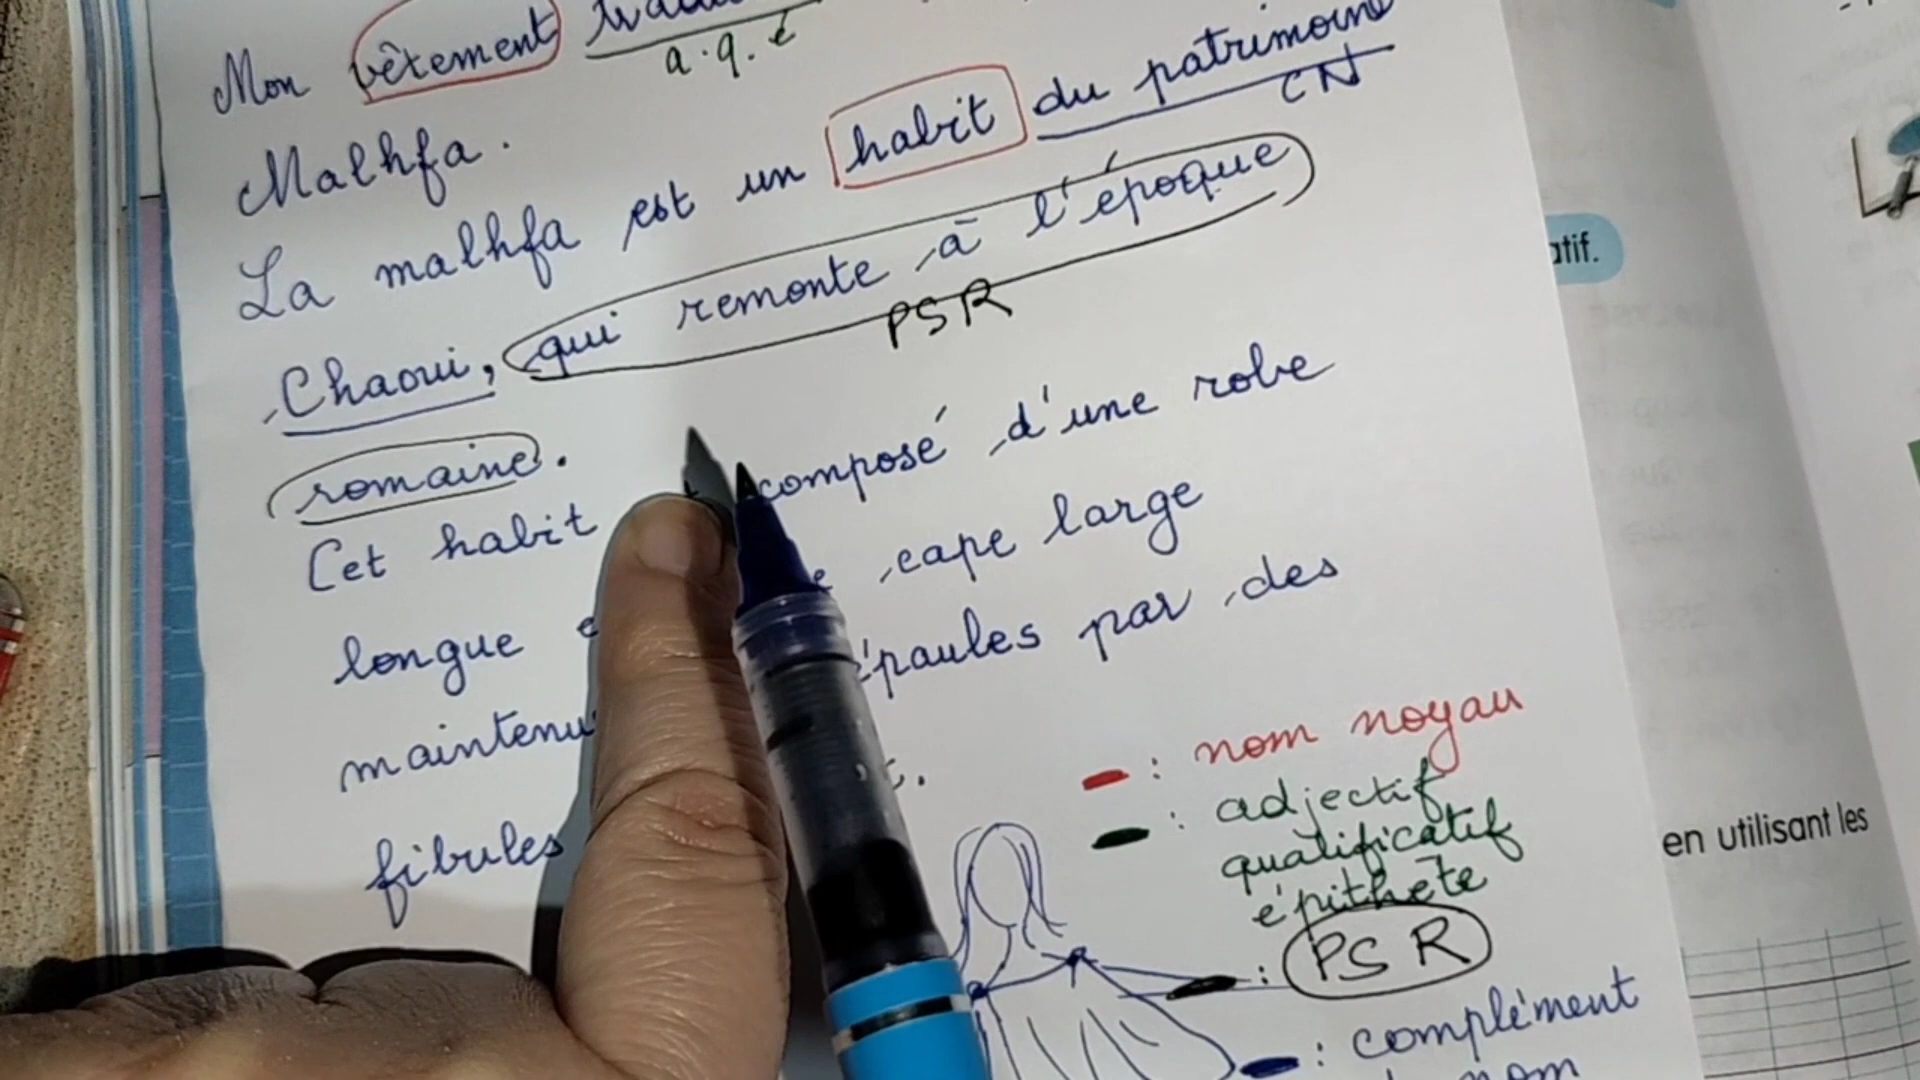 Mon vêtement
a.q.é
Malhfa.
La malhfa est un habit du patrimoine
CN
Chaoui, qui remonte à l'époque
PSR
romaine.
Cet habit composé d'une robe
longue cape large
épaules par des
fibules
: nom noyau
: adjectif
qualificatif
épithète
: PSR
: complément
nom
atif.
en utilisant les